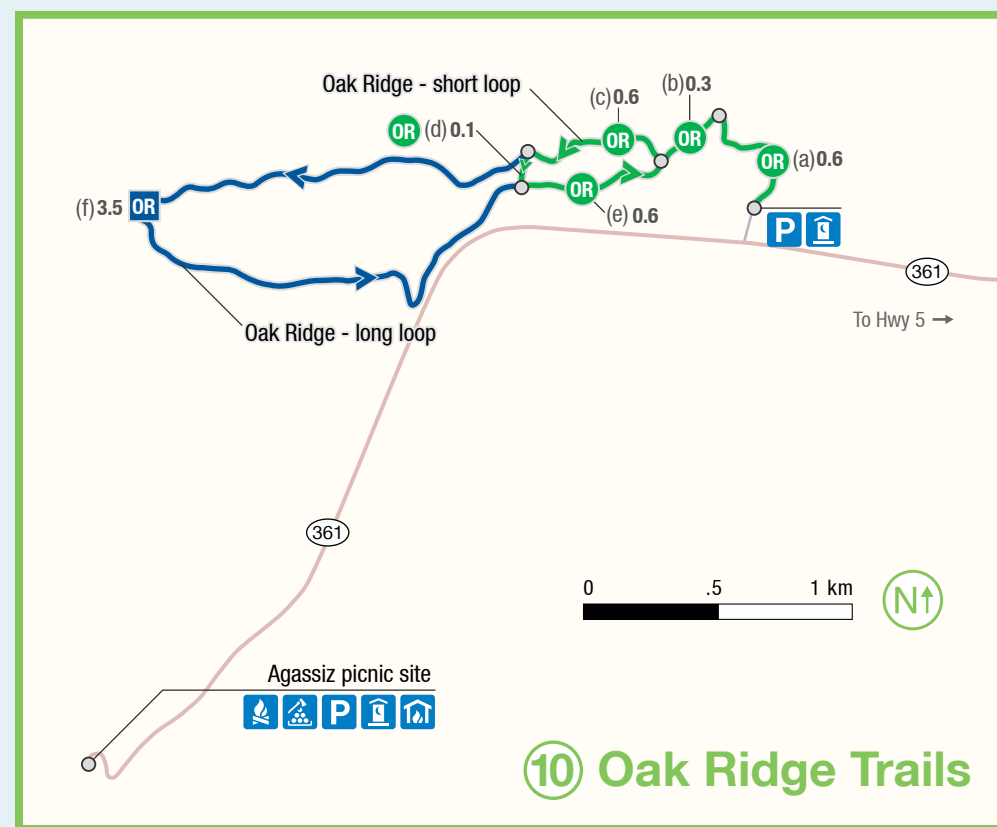 Oak Ridge - short loop
(b) 0.3
(c) 0.6
OR (d) 0.1
OR
OR
OR (a) 0.6
OR
(e) 0.6
(f) 3.5 OR
P
361
To Hwy 5 →
Oak Ridge - long loop
361
0 .5 1 km
N↑
Agassiz picnic site
P
10 Oak Ridge Trails